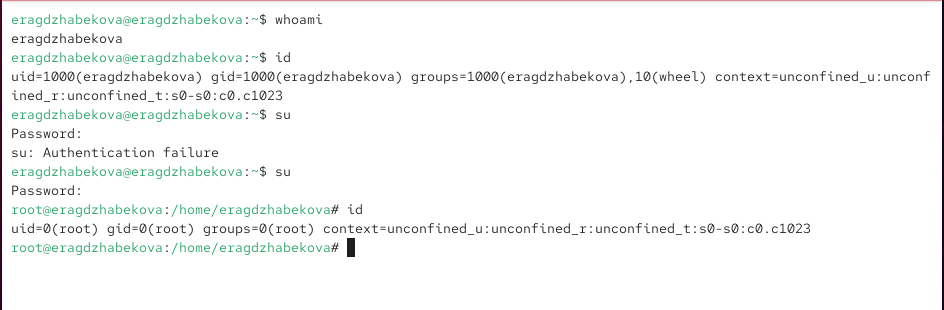 eragdzhabekova@eragdzhabekova:~$ whoami
eragdzhabekova
eragdzhabekova@eragdzhabekova:~$ id
uid=1000(eragdzhabekova) gid=1000(eragdzhabekova) groups=1000(eragdzhabekova),10(wheel) context=unconfined_u:unconf
ined_r:unconfined_t:s0-s0:c0.c1023
eragdzhabekova@eragdzhabekova:~$ su
Password:
su: Authentication failure
eragdzhabekova@eragdzhabekova:~$ su
Password:
root@eragdzhabekova:/home/eragdzhabekova# id
uid=0(root) gid=0(root) groups=0(root) context=unconfined_u:unconfined_r:unconfined_t:s0-s0:c0.c1023
root@eragdzhabekova:/home/eragdzhabekova#